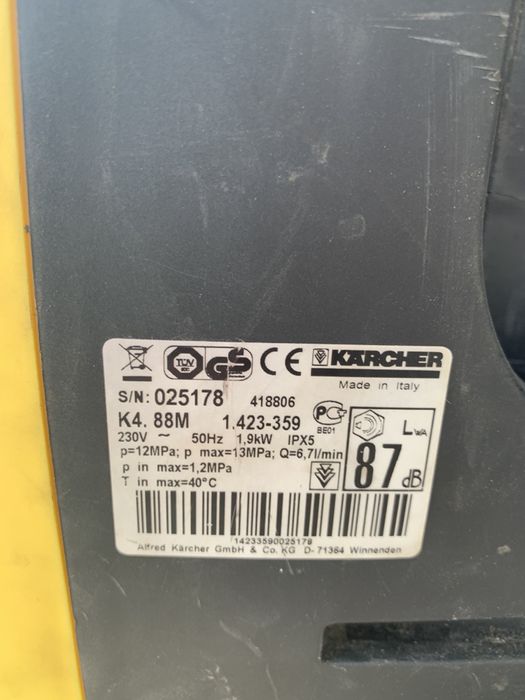 TÜV
GS
CE
KÄRCHER
Made in Italy
S/N: 025178 418806
K4. 88M 1.423-359
BE01
230V ~ 50Hz 1,9kW IPX5
p=12MPa; p max=13MPa; Q=6,7l/min
p in max=1,2MPa
T in max=40°C
LWA
87 dB
14233590025178
Alfred Kärcher GmbH & Co. KG D-71364 Winnenden